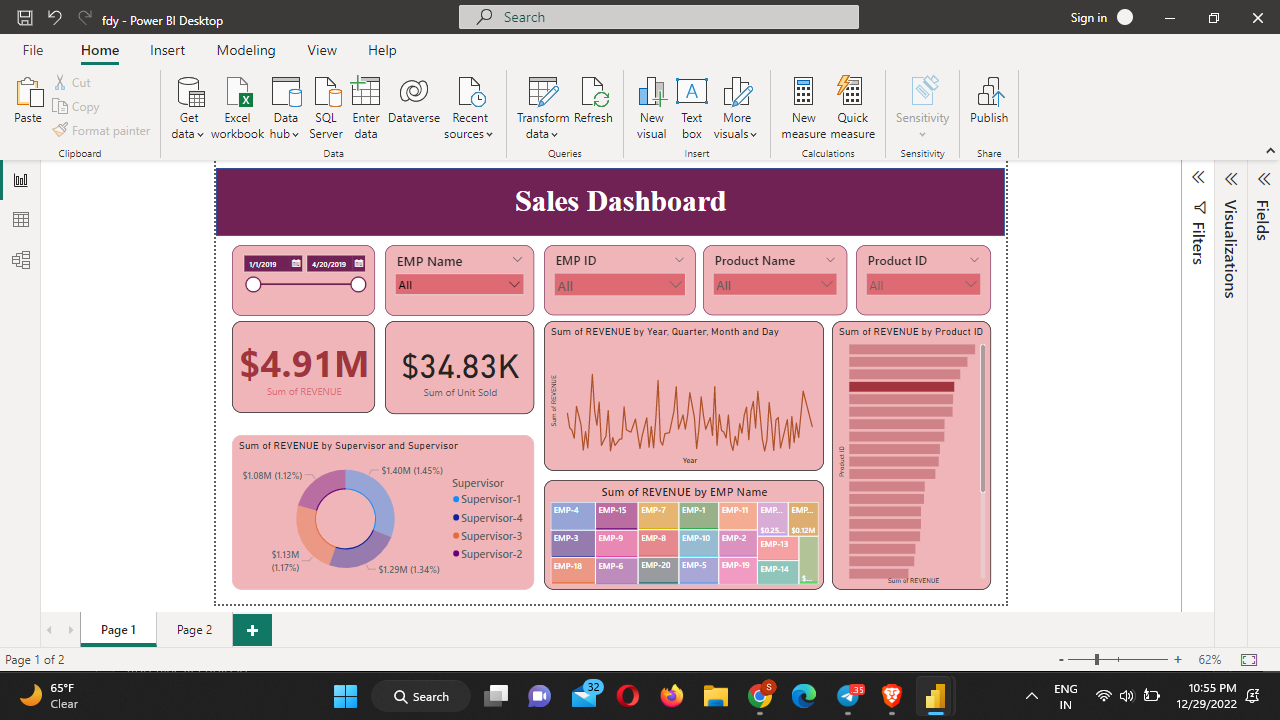 fdy - Power BI Desktop
Search
Sign in
File
Home
Insert
Modeling
View
Help
Paste
Cut
Copy
Format painter
Clipboard
Get data
Excel workbook
Data hub
SQL Server
Enter data
Dataverse
Recent sources
Data
Transform data
Refresh
Queries
New visual
Text box
More visuals
Insert
New measure
Quick measure
Calculations
Sensitivity
Sensitivity
Publish
Share
Sales Dashboard
1/1/2019
4/20/2019
EMP Name
All
EMP ID
All
Product Name
All
Product ID
All
$4.91M
Sum of REVENUE
$34.83K
Sum of Unit Sold
Sum of REVENUE by Year, Quarter, Month and Day
Sum of REVENUE
Year
Sum of REVENUE by Product ID
Product ID
Sum of REVENUE
Sum of REVENUE by Supervisor and Supervisor
$1.08M (1.12%)
$1.40M (1.45%)
$1.13M
(1.17%)
$1.29M (1.34%)
Supervisor
Supervisor-1
Supervisor-4
Supervisor-3
Supervisor-2
Sum of REVENUE by EMP Name
EMP-4
EMP-15
EMP-7
EMP-1
EMP-11
EMP...
EMP...
$0.25...
$0.12M
EMP-3
EMP-9
EMP-8
EMP-10
EMP-2
EMP-13
EMP-18
EMP-6
EMP-20
EMP-5
EMP-19
EMP-14
$...
Filters
Visualizations
Fields
Page 1
Page 2
+
Page 1 of 2
- + 62%
65°F
Clear
Search
32
S
35
ENG
IN
10:55 PM
12/29/2022